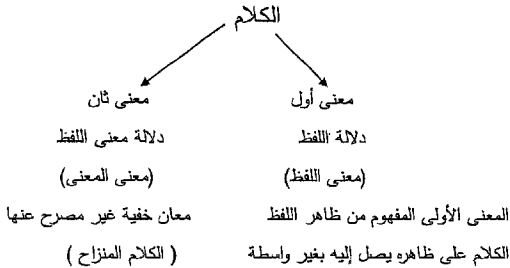 الكلام
معنى أول معنى ثان
دلالة اللفظ دلالة معنى اللفظ
(معنى اللفظ) (معنى المعنى)
المعنى الأولى المفهوم من ظاهر اللفظ معان خفية غير مصرح عنها
الكلام على ظاهره يصل إليه بغير واسطة ( الكلام المنزاح )